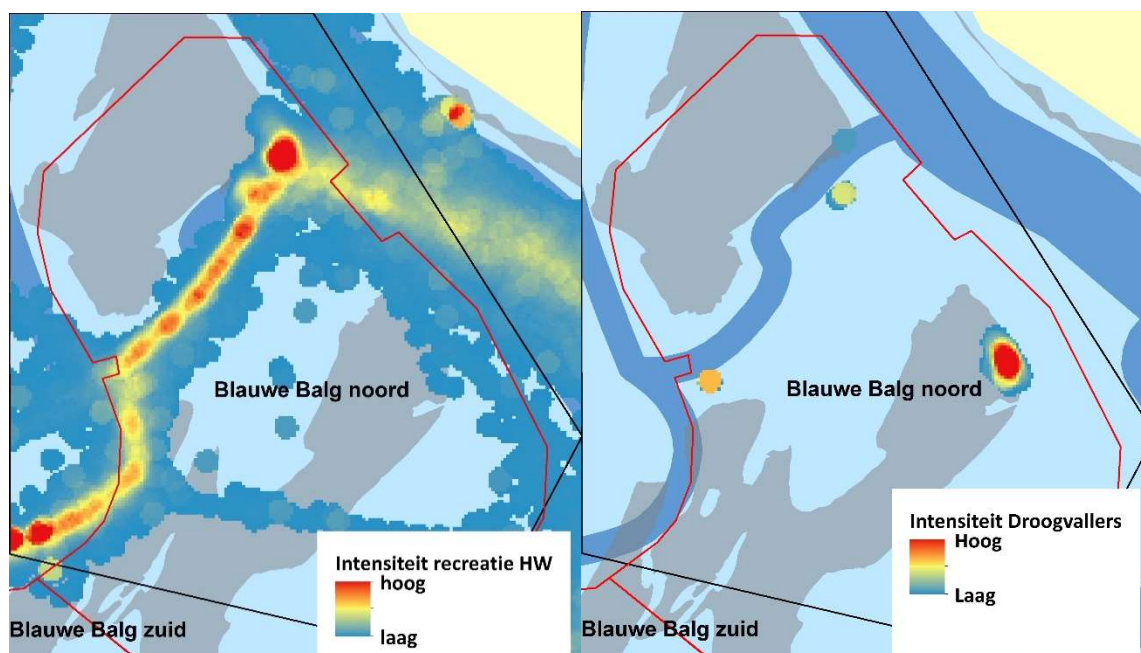 Blauwe Balg noord
Intensiteit recreatie HW
hoog
laag
Blauwe Balg zuid
Blauwe Balg noord
Intensiteit Droogvallers
Hoog
Laag
Blauwe Balg zuid